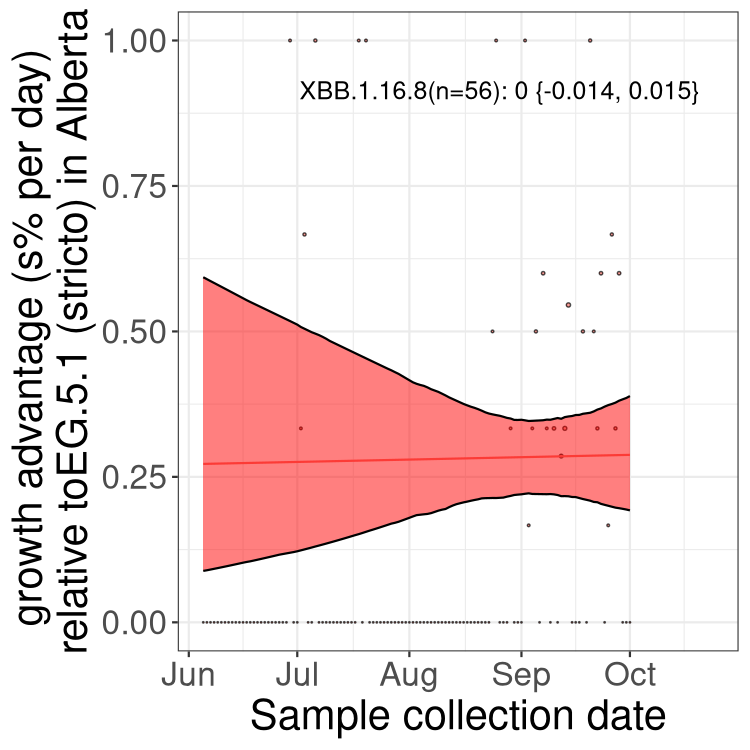 growth advantage (s% per day)
relative toEG.5.1 (stricto) in Alberta
1.00
0.75
0.50
0.25
0.00
XBB.1.16.8(n=56): 0 {-0.014, 0.015}
Jun Jul Aug Sep Oct
Sample collection date